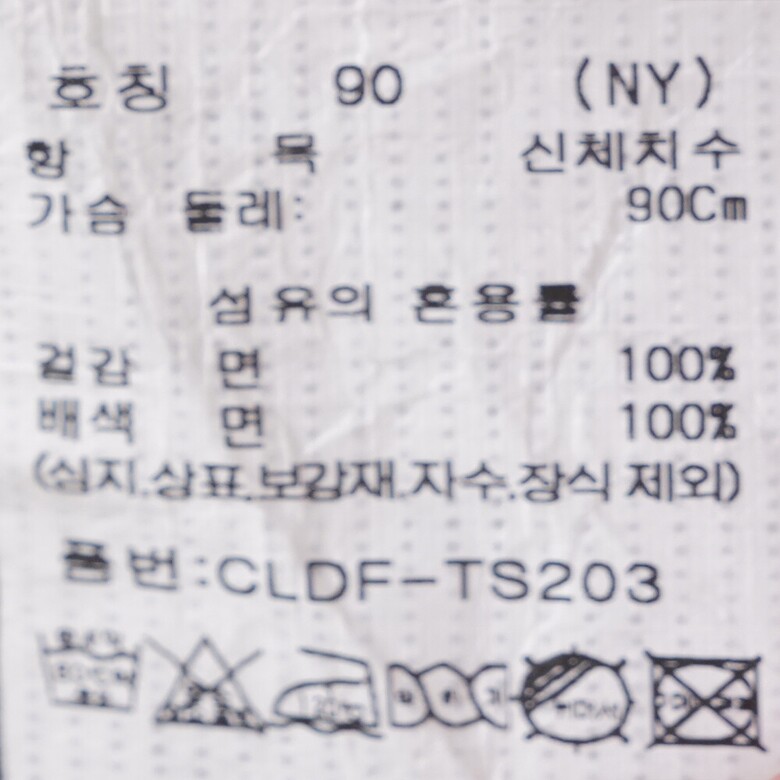 호칭 90 (NY)
항 목 신체치수
가슴 둘레: 90Cm
섬유의 혼용률
겉감 면 100%
배색 면 100%
(심지.상표.보강재.자수.장식 제외)
품번:CLDF-TS203